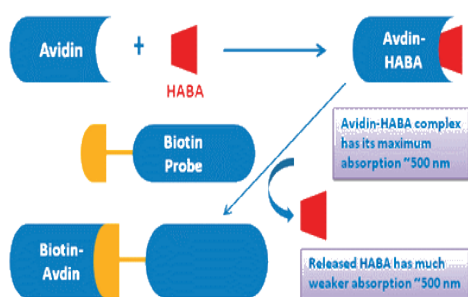 Avidin
+
HABA
Avdin-
HABA
Avidin-HABA complex
has its maximum
absorption ~500 nm
Biotin
Probe
Biotin-
Avdin
Released HABA has much
weaker absorption ~500 nm